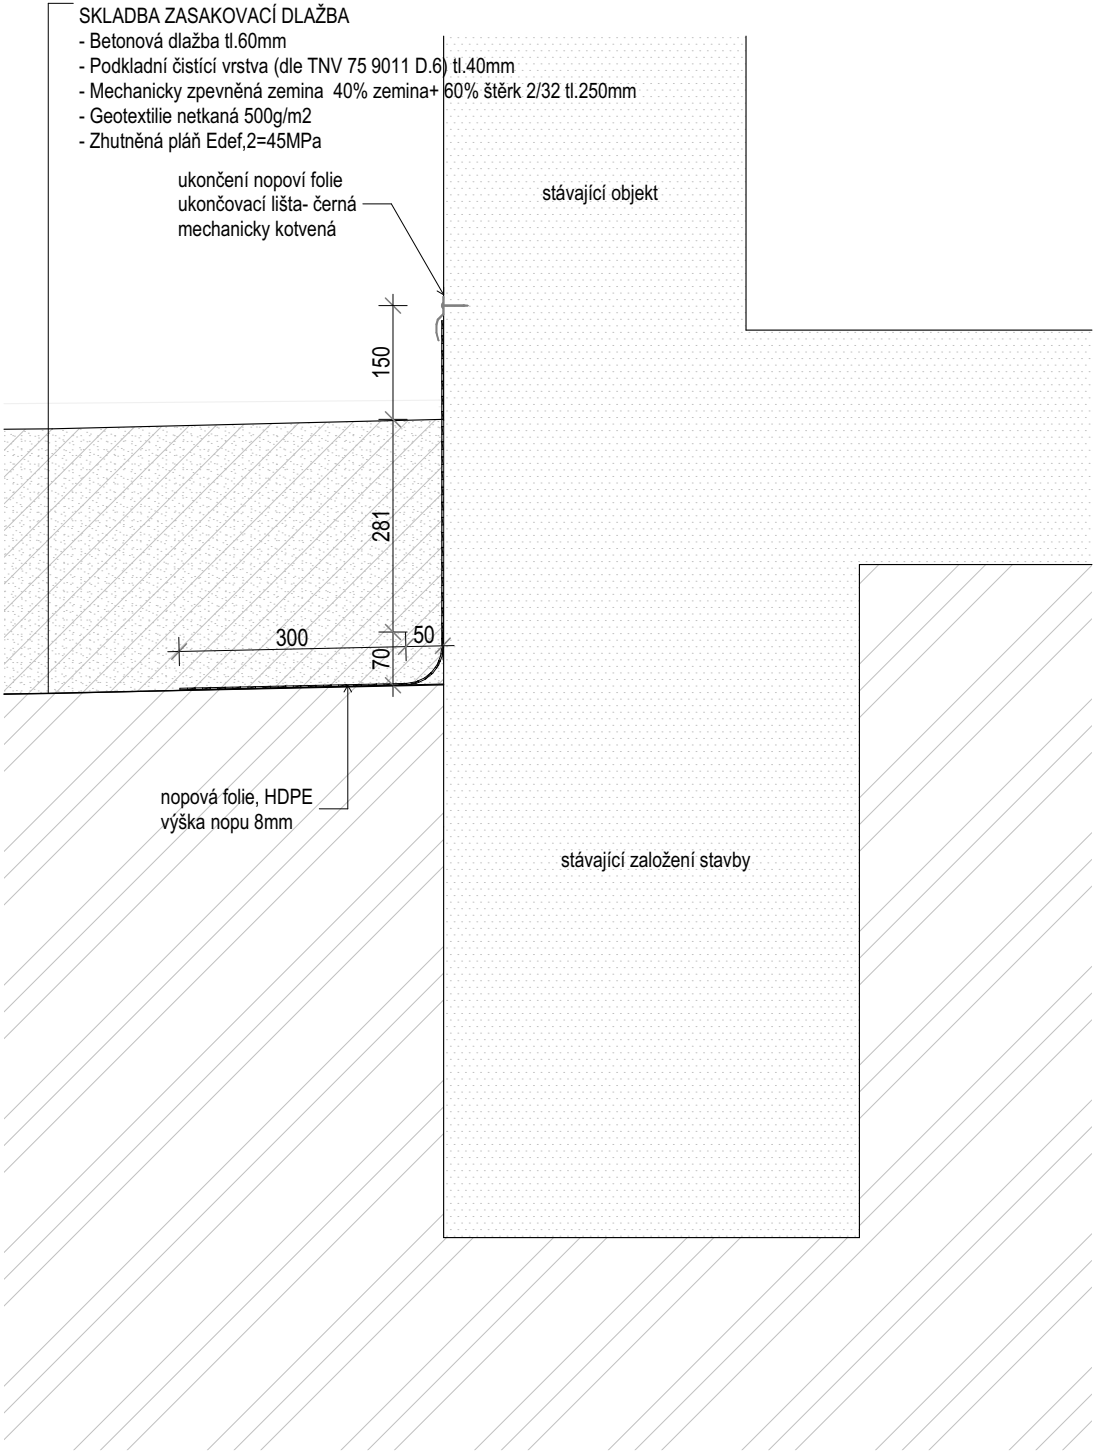 SKLADBA ZASAKOVACÍ DLAŽBA
- Betonová dlažba tl.60mm
- Podkladní čistící vrstva (dle TNV 75 9011 D.6) tl.40mm
- Mechanicky zpevněná zemina 40% zemina+ 60% štěrk 2/32 tl.250mm
- Geotextilie netkaná 500g/m2
- Zhutněná pláň Edef,2=45MPa
ukončení nopoví folie
ukončovací lišta- černá
mechanicky kotvená
stávající objekt
150
281
300
50
70
nopová folie, HDPE
výška nopu 8mm
stávající založení stavby